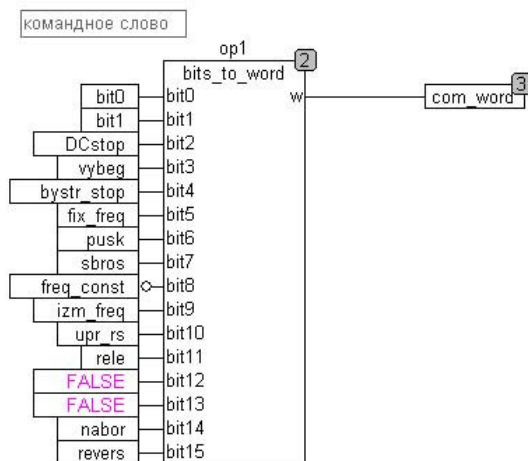 командное слово
op1
2
bits_to_word
3
bit0 bit0 w com_word
bit1 bit1
DCstop bit2
vybeg bit3
bystr_stop bit4
fix_freq bit5
pusk bit6
sbros bit7
freq_const bit8
izm_freq bit9
upr_rs bit10
rele bit11
FALSE bit12
FALSE bit13
nabor bit14
revers bit15